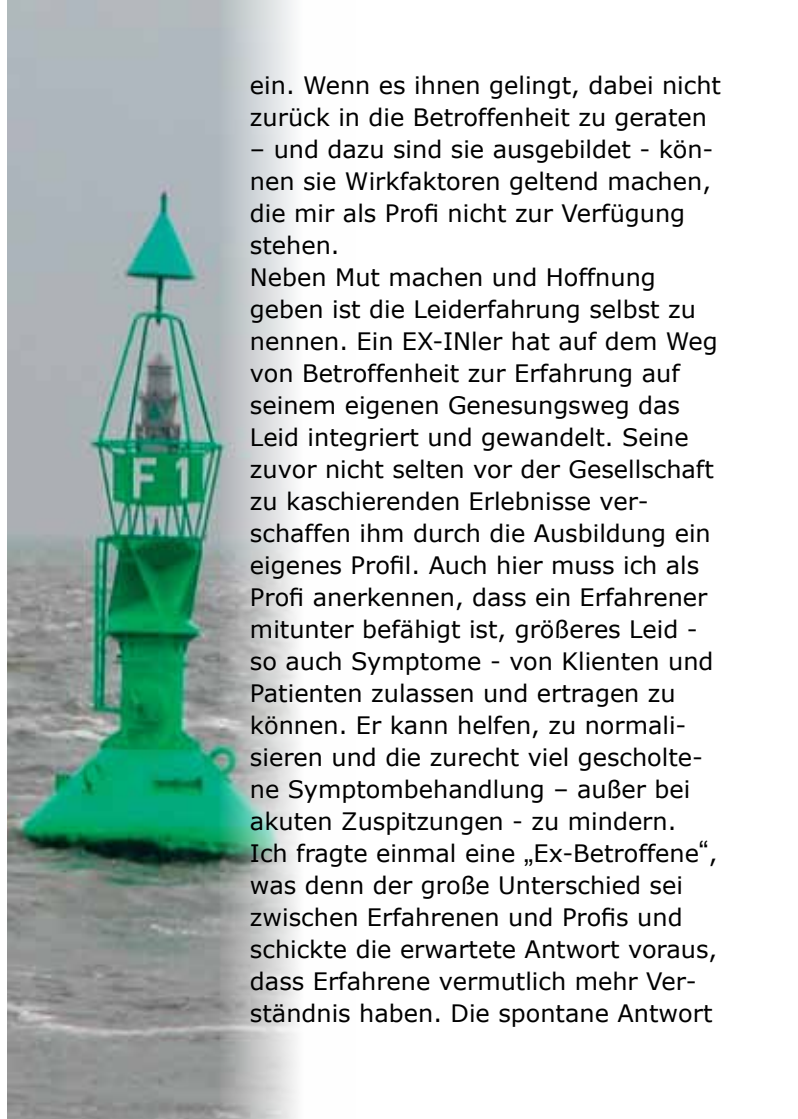 F 1
ein. Wenn es ihnen gelingt, dabei nicht
zurück in die Betroffenheit zu geraten
– und dazu sind sie ausgebildet - kön-
nen sie Wirkfaktoren geltend machen,
die mir als Profi nicht zur Verfügung
stehen.
Neben Mut machen und Hoffnung
geben ist die Leiderfahrung selbst zu
nennen. Ein EX-INler hat auf dem Weg
von Betroffenheit zur Erfahrung auf
seinem eigenen Genesungsweg das
Leid integriert und gewandelt. Seine
zuvor nicht selten vor der Gesellschaft
zu kaschierenden Erlebnisse ver-
schaffen ihm durch die Ausbildung ein
eigenes Profil. Auch hier muss ich als
Profi anerkennen, dass ein Erfahrener
mitunter befähigt ist, größeres Leid -
so auch Symptome - von Klienten und
Patienten zulassen und ertragen zu
können. Er kann helfen, zu normali-
sieren und die zurecht viel gescholte-
ne Symptombehandlung – außer bei
akuten Zuspitzungen - zu mindern.
Ich fragte einmal eine „Ex-Betroffene“,
was denn der große Unterschied sei
zwischen Erfahrenen und Profis und
schickte die erwartete Antwort voraus,
dass Erfahrene vermutlich mehr Ver-
ständnis haben. Die spontane Antwort